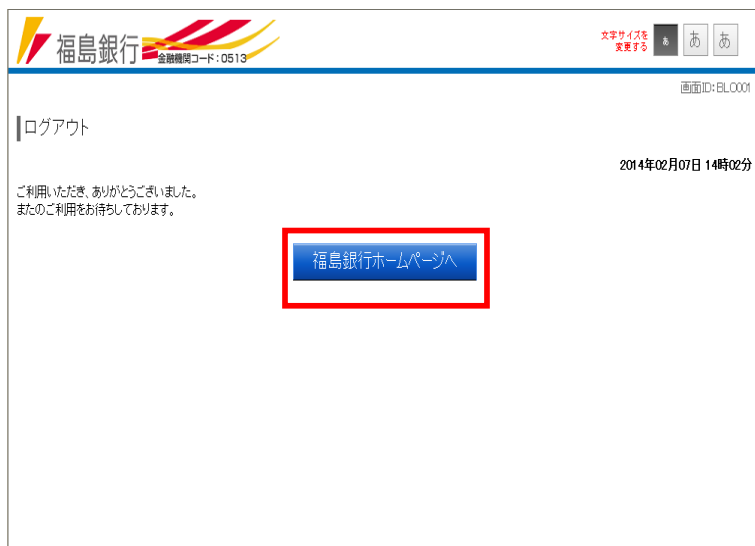 福島銀行
金融機関コード:0513
文字サイズを
変更する
あ
あ
あ
画面ID:BLO001
ログアウト
2014年02月07日 14時02分
ご利用いただき、ありがとうございました。
またのご利用をお待ちしております。
福島銀行ホームページへ